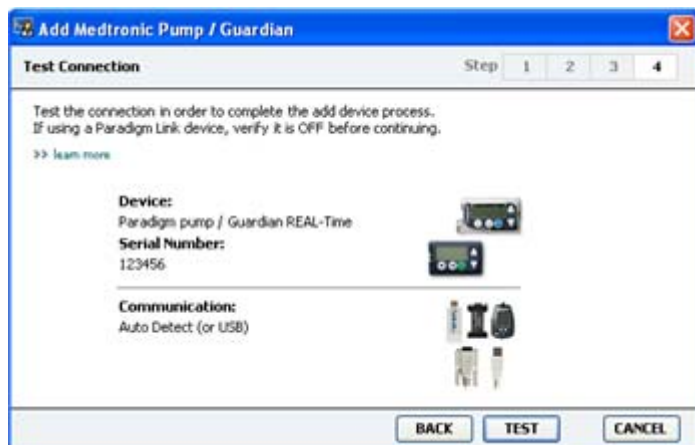 Add Medtronic Pump / Guardian
Test Connection
Step 1 2 3 4
Test the connection in order to complete the add device process.
If using a Paradigm Link device, verify it is OFF before continuing.
>> learn more
Device:
Paradigm pump / Guardian REAL-Time
Serial Number:
123456
Communication:
Auto Detect (or USB)
BACK TEST CANCEL